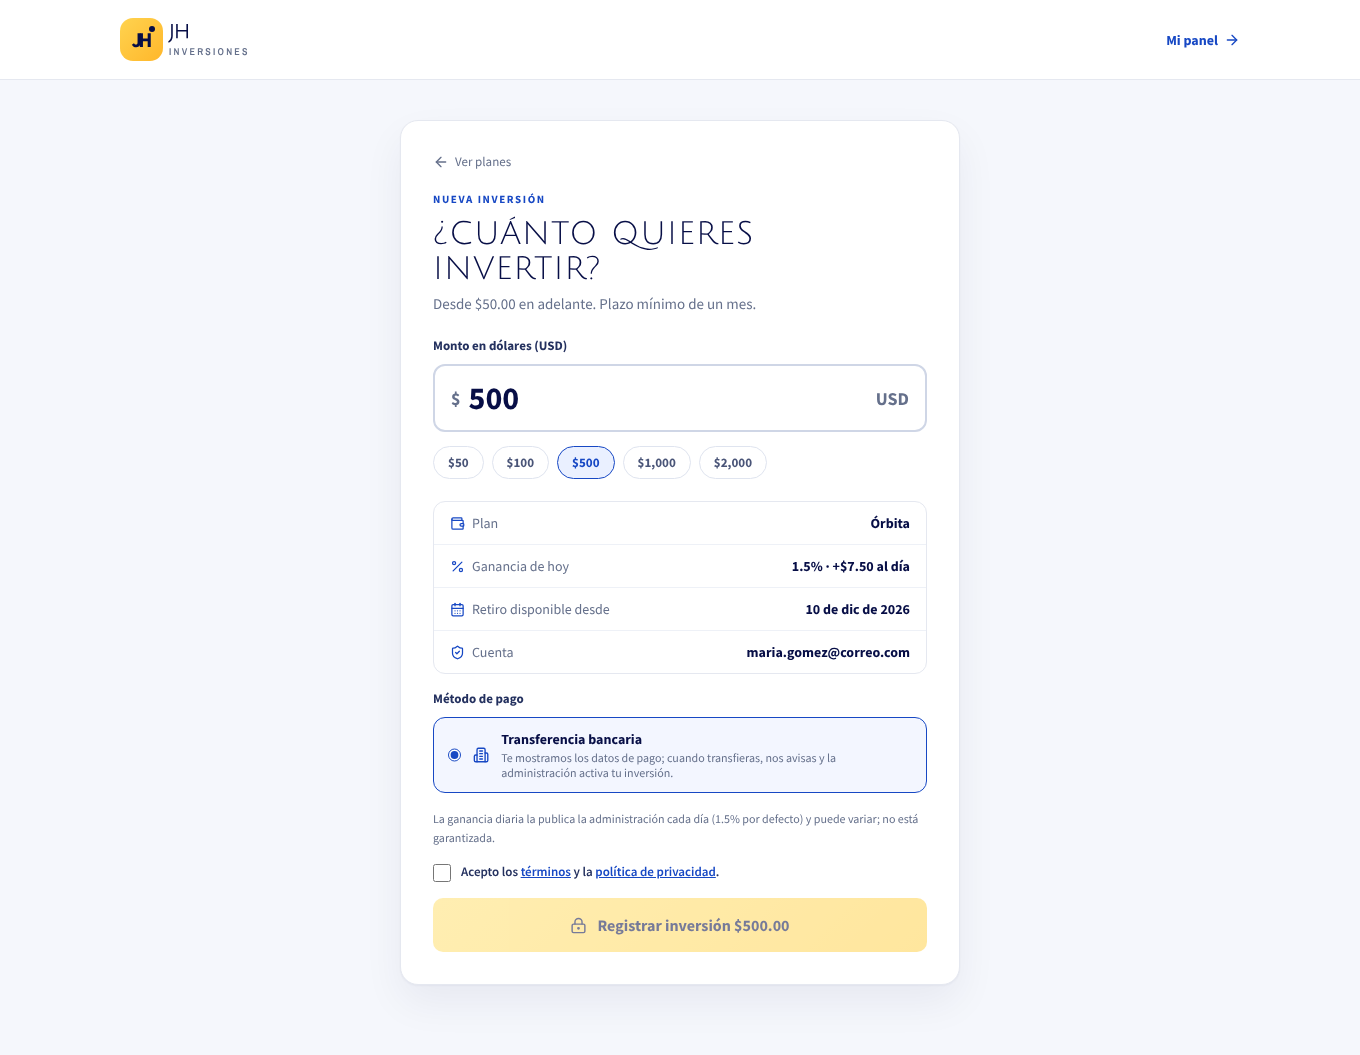 JH
JH
INVERSIONES
Mi panel
Ver planes
NUEVA INVERSIÓN
¿CUÁNTO QUIERES
INVERTIR?
Desde $50.00 en adelante. Plazo mínimo de un mes.
Monto en dólares (USD)
$ 500 USD
$50 $100 $500 $1,000 $2,000
Plan Órbita
Ganancia de hoy 1.5% · +$7.50 al día
Retiro disponible desde 10 de dic de 2026
Cuenta maria.gomez@correo.com
Método de pago
Transferencia bancaria
Te mostramos los datos de pago; cuando transfieras, nos avisas y la
administración activa tu inversión.
La ganancia diaria la publica la administración cada día (1.5% por defecto) y puede variar; no está
garantizada.
Acepto los términos y la política de privacidad.
Registrar inversión $500.00